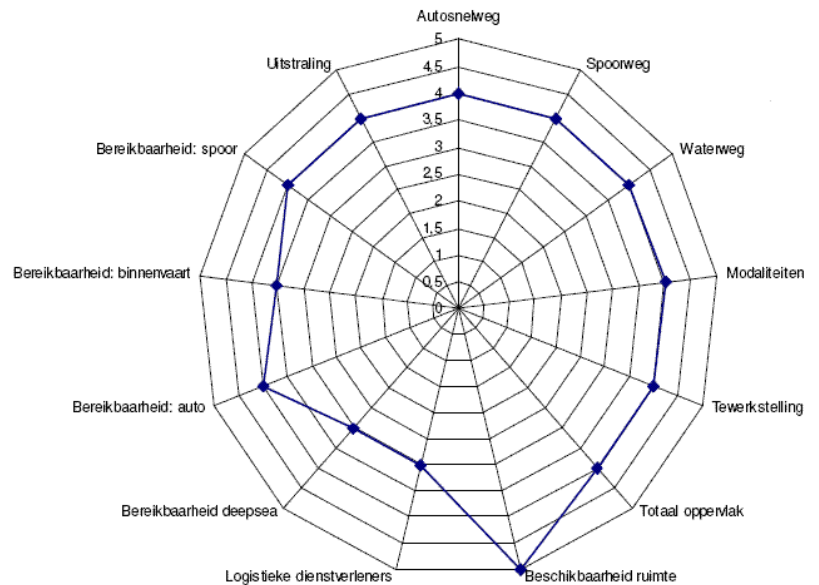 Autosnelweg
5
4,5
4
3,5
3
2,5
2
1,5
1
0,5
0
Spoorweg
Waterweg
Modaliteiten
Tewerkstelling
Totaal oppervlak
Beschikbaarheid ruimte
Logistieke dienstverleners
Bereikbaarheid deepsea
Bereikbaarheid: auto
Bereikbaarheid: binnenvaart
Bereikbaarheid: spoor
Uitstraling